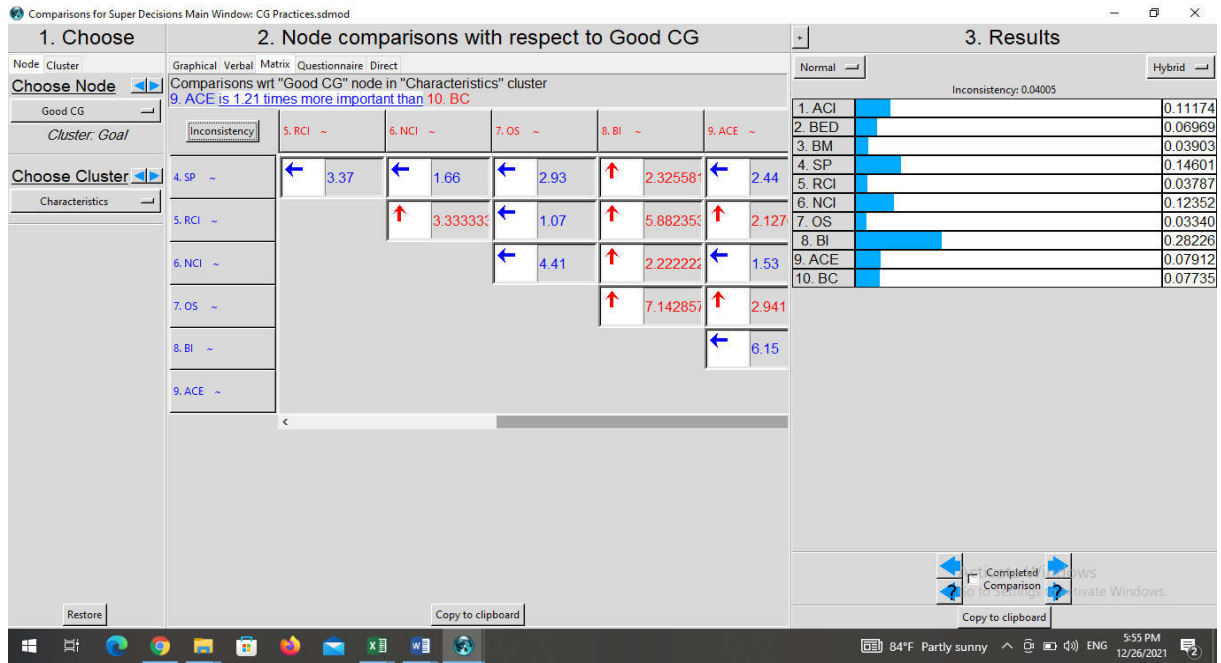 Comparisons for Super Decisions Main Window: CG Practices.sdmod
1. Choose
2. Node comparisons with respect to Good CG
+
3. Results
Node Cluster
Graphical Verbal Matrix Questionnaire Direct
Normal
Hybrid
Choose Node
Comparisons wrt "Good CG" node in "Characteristics" cluster
9. ACE is 1.21 times more important than 10. BC
Good CG
Cluster: Goal
Choose Cluster
Characteristics
Inconsistency 5. RCI ~ 6. NCI ~ 7. OS ~ 8. BI ~ 9. ACE ~
4. SP ~ 3.37 1.66 2.93 2.325581 2.44
5. RCI ~ 3.333333 1.07 5.882353 2.127
6. NCI ~ 4.41 2.222222 1.53
7. OS ~ 7.142857 2.941
8. BI ~ 6.15
9. ACE ~
Inconsistency: 0.04005
1. ACI 0.11174
2. BED 0.06969
3. BM 0.03903
4. SP 0.14601
5. RCI 0.03787
6. NCI 0.12352
7. OS 0.03340
8. BI 0.28226
9. ACE 0.07912
10. BC 0.07735
Completed
Comparison
Restore
Copy to clipboard
Copy to clipboard
84°F Partly sunny ENG 5:55 PM
12/26/2021
2